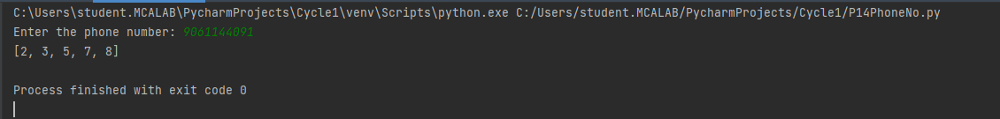 C:\Users\student.MCALAB\PycharmProjects\Cycle1\venv\Scripts\python.exe C:/Users/student.MCALAB/PycharmProjects/Cycle1/P14PhoneNo.py
Enter the phone number: 9061144091
[2, 3, 5, 7, 8]
Process finished with exit code 0